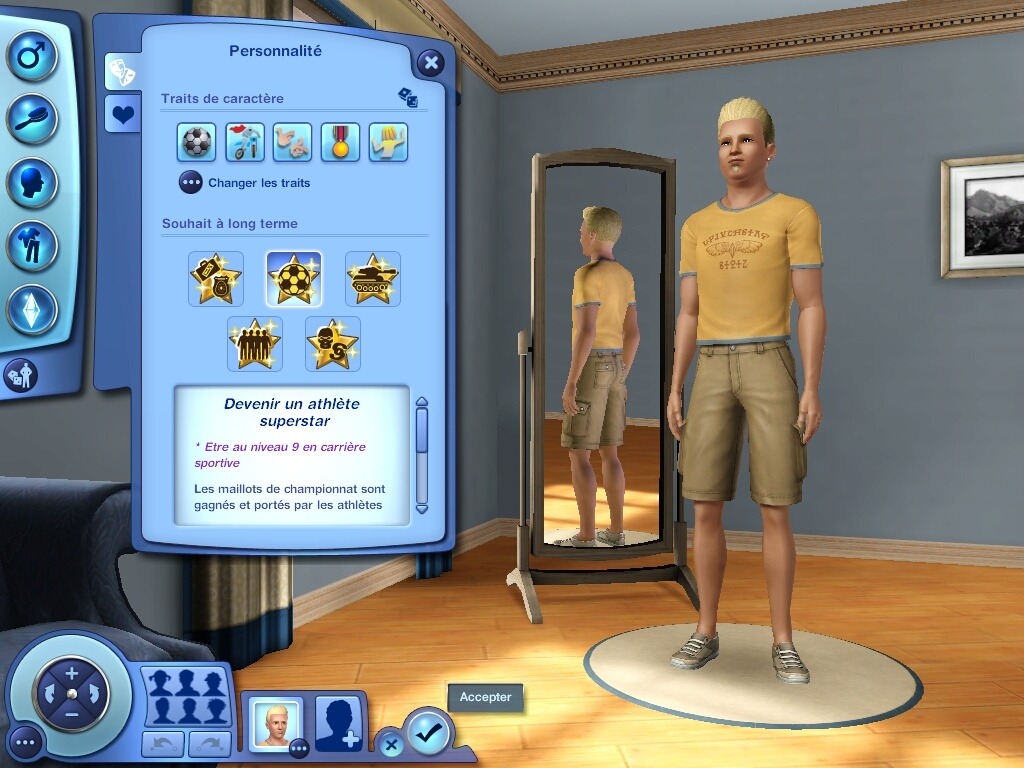 Personnalité
Traits de caractère
Changer les traits
Souhait à long terme
Devenir un athlète
superstar
* Etre au niveau 9 en carrière
sportive
Les maillots de championnat sont
gagnés et portés par les athlètes
Accepter